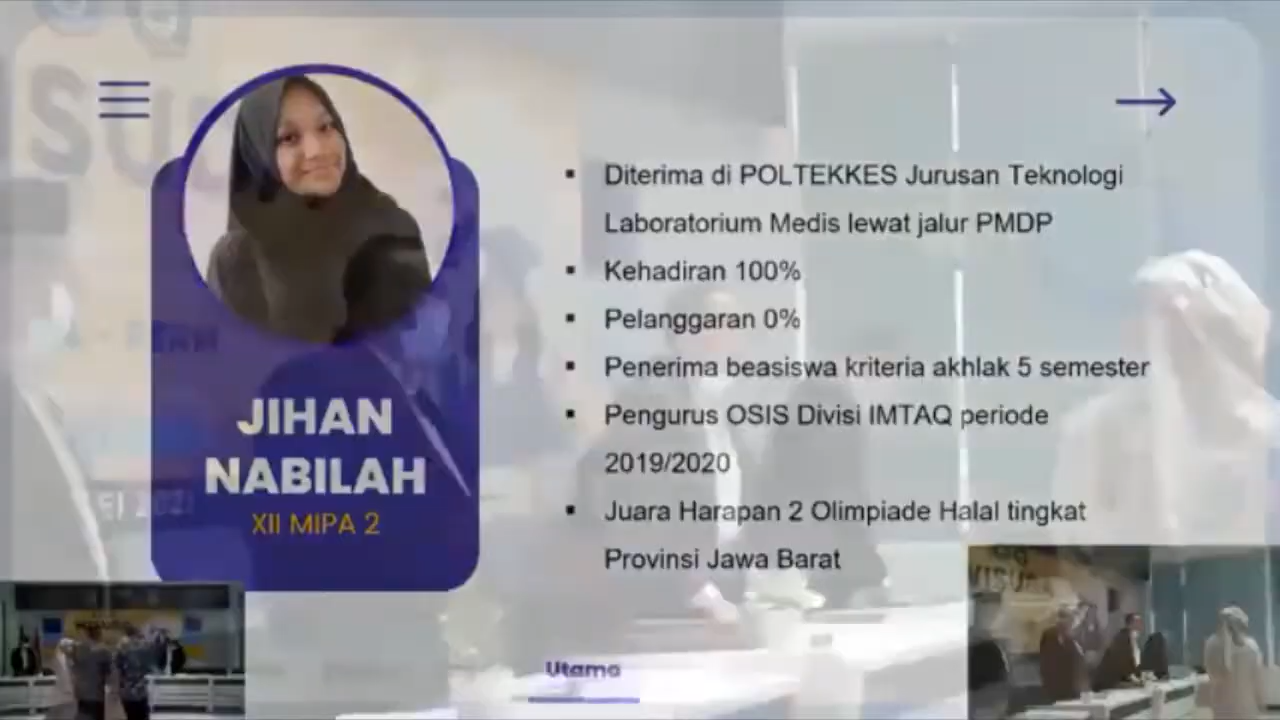 JIHAN
NABILAH
XII MIPA 2
▪ Diterima di POLTEKKES Jurusan Teknologi
Laboratorium Medis lewat jalur PMDP
▪ Kehadiran 100%
▪ Pelanggaran 0%
▪ Penerima beasiswa kriteria akhlak 5 semester
▪ Pengurus OSIS Divisi IMTAQ periode
2019/2020
▪ Juara Harapan 2 Olimpiade Halal tingkat
Provinsi Jawa Barat
Utama